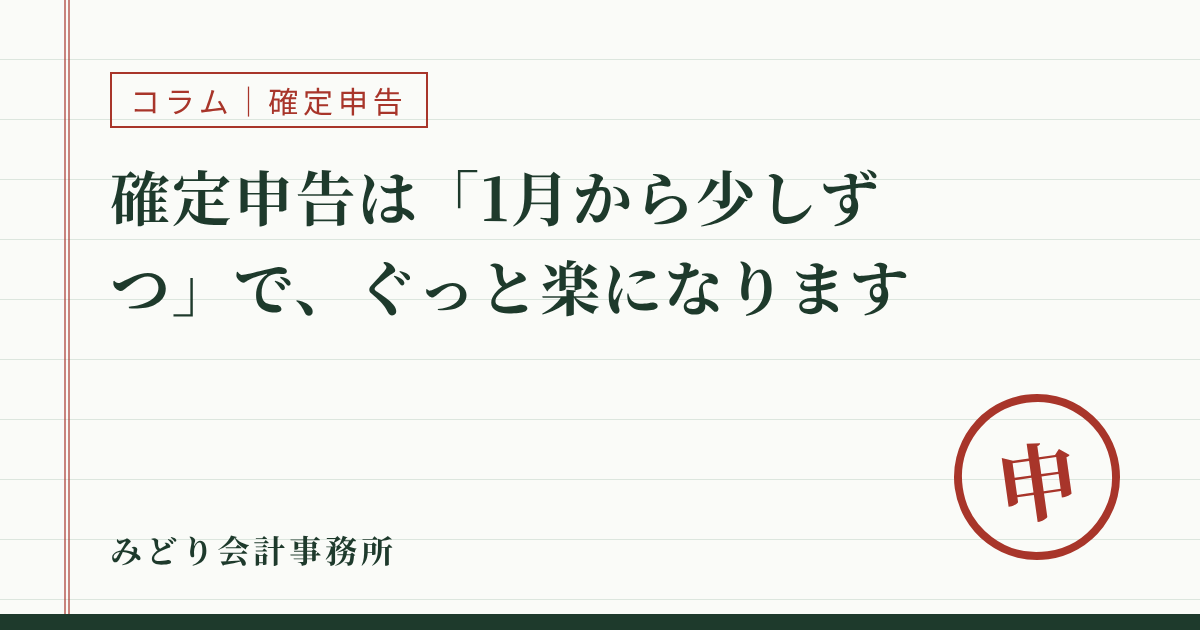 コラム｜確定申告
確定申告は「1月から少しず
つ」で、ぐっと楽になります
申
みどり会計事務所